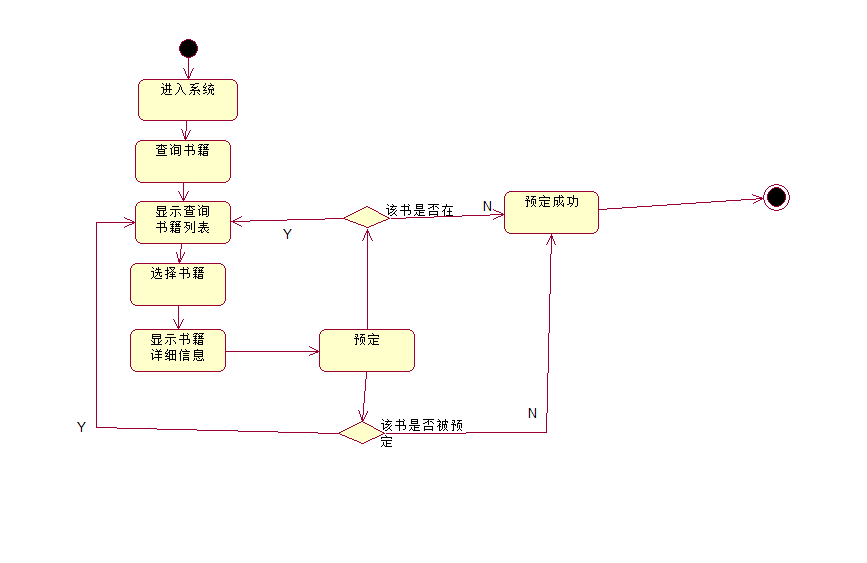 进入系统
查询书籍
显示查询
书籍列表
选择书籍
显示书籍
详细信息
预定
该书是否在
Y
N
预定成功
该书是否被预
定
Y
N